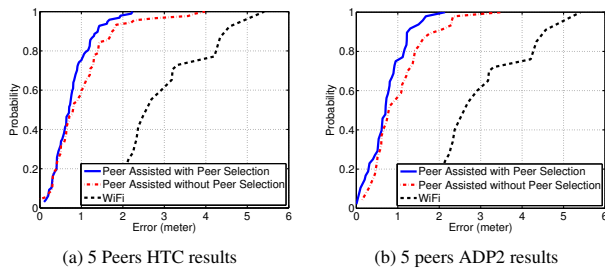 1
0.8
0.6
0.4
0.2
0
Probability
Peer Assisted with Peer Selection
Peer Assisted without Peer Selection
WiFi
0 1 2 3 4 5 6
Error (meter)
(a) 5 Peers HTC results
1
0.8
0.6
0.4
0.2
0
Probability
Peer Assisted with Peer Selection
Peer Assisted without Peer Selection
WiFi
0 1 2 3 4 5 6
Error (meter)
(b) 5 peers ADP2 results